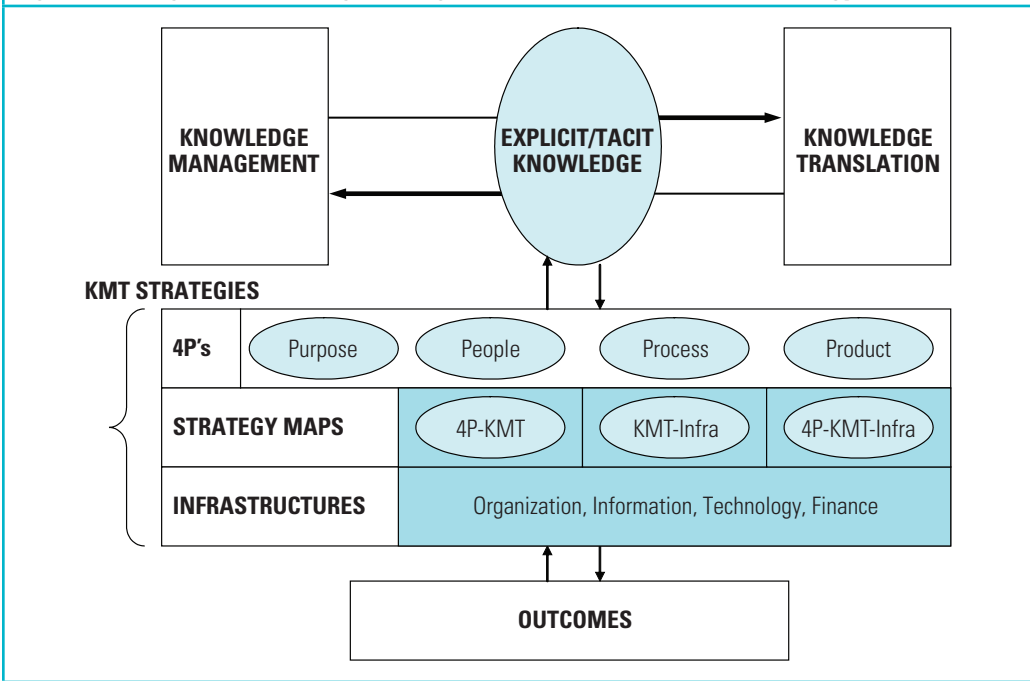 KNOWLEDGE
MANAGEMENT
EXPLICIT/TACIT
KNOWLEDGE
KNOWLEDGE
TRANSLATION
KMT STRATEGIES
4P's Purpose People Process Product
STRATEGY MAPS 4P-KMT KMT-Infra 4P-KMT-Infra
INFRASTRUCTURES Organization, Information, Technology, Finance
OUTCOMES